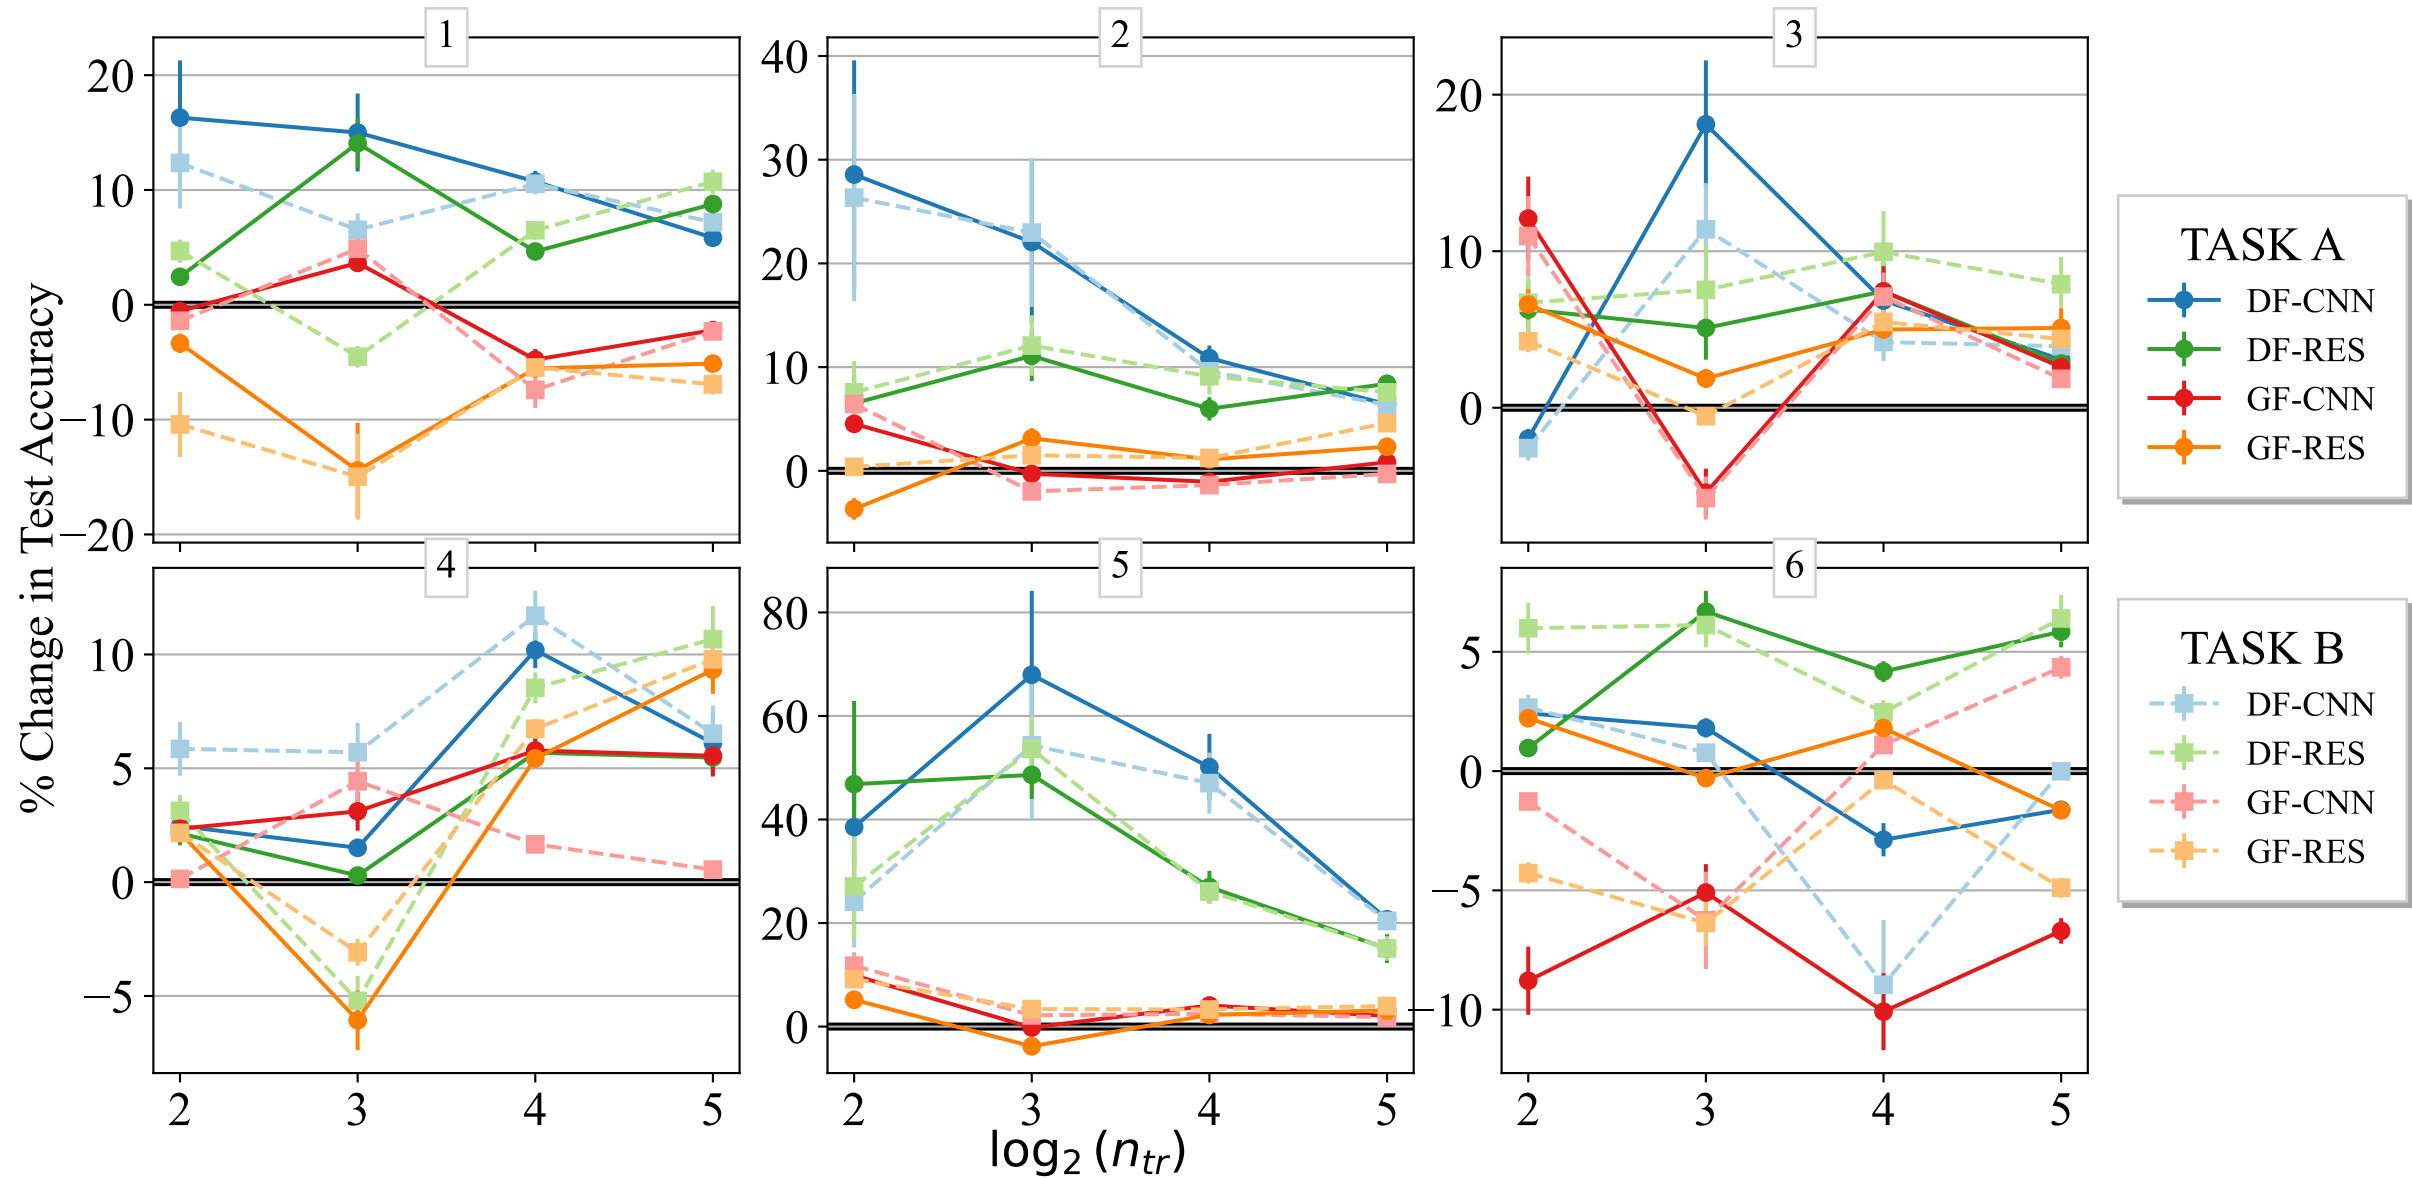 1
20
10
0
−10
−20
2
40
30
20
10
0
3
20
10
0
% Change in Test Accuracy
4
10
5
0
−5
2 3 4 5
5
80
60
40
20
0
2 3 4 5
6
5
0
−5
−10
2 3 4 5
log₂ (nₜᵣ)
TASK A
DF-CNN
DF-RES
GF-CNN
GF-RES
TASK B
DF-CNN
DF-RES
GF-CNN
GF-RES